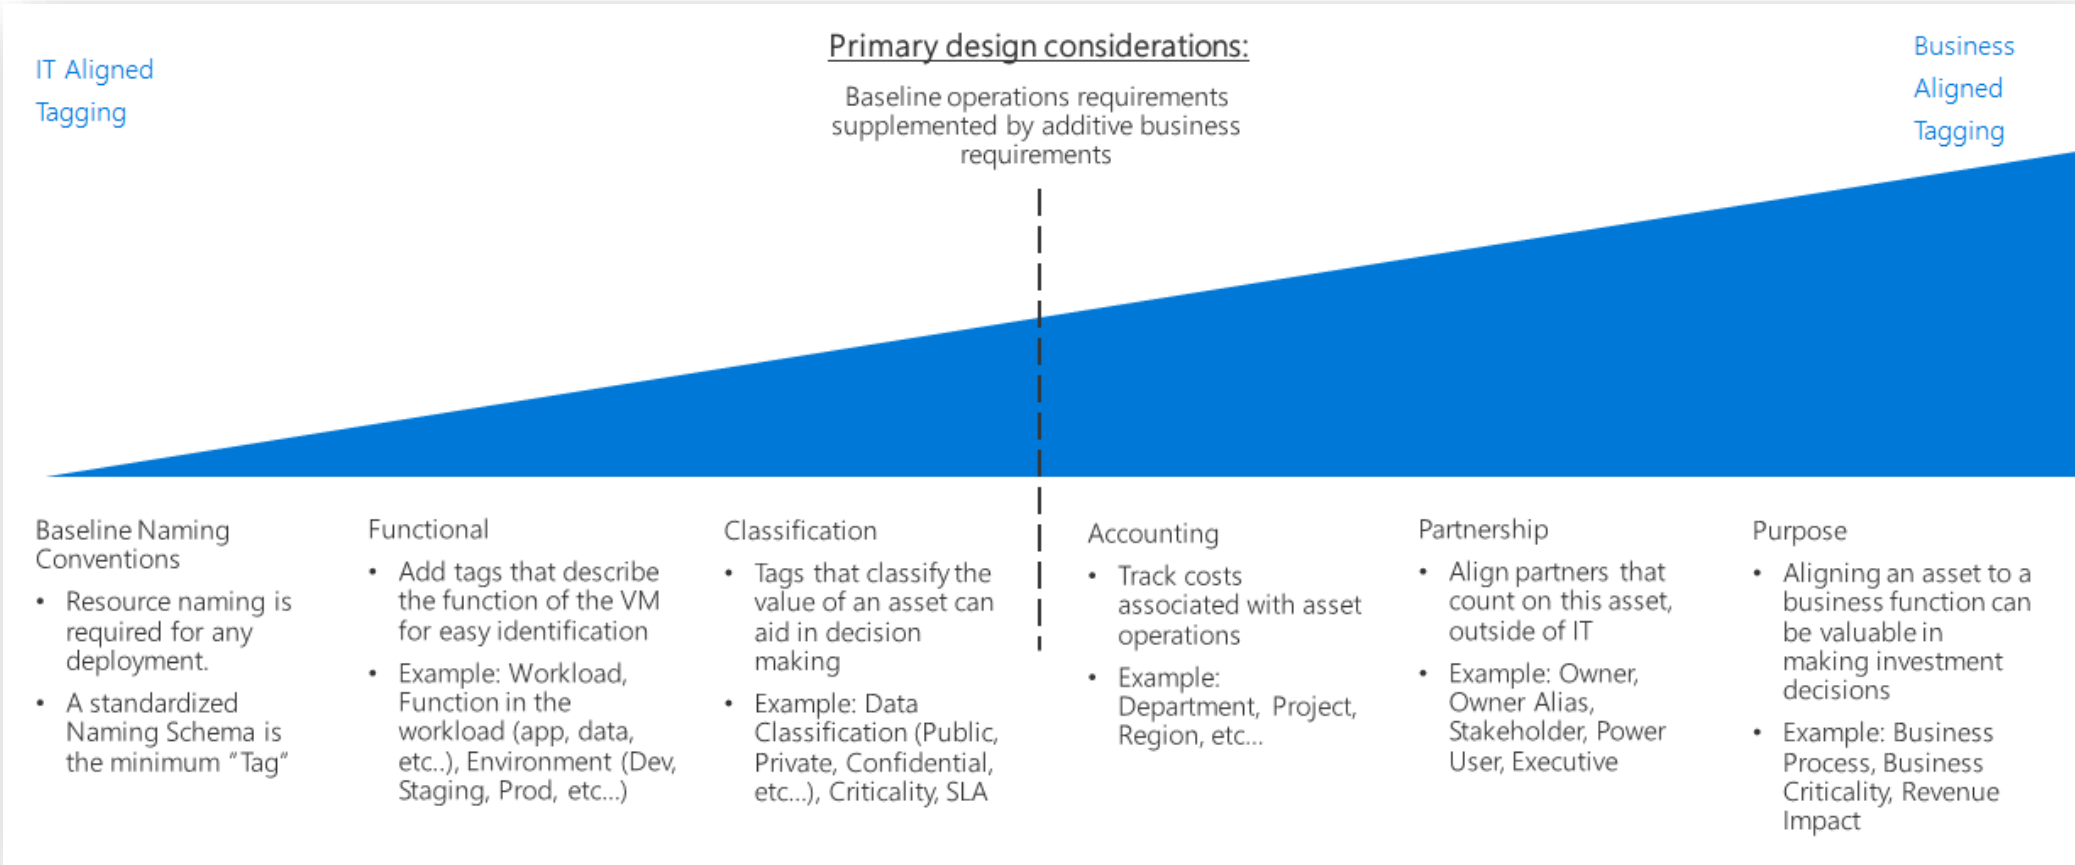 IT Aligned
Tagging
Primary design considerations:
Baseline operations requirements
supplemented by additive business
requirements
Business
Aligned
Tagging
Baseline Naming
Conventions
• Resource naming is
required for any
deployment.
• A standardized
Naming Schema is
the minimum “Tag”
Functional
• Add tags that describe
the function of the VM
for easy identification
• Example: Workload,
Function in the
workload (app, data,
etc..), Environment (Dev,
Staging, Prod, etc...)
Classification
• Tags that classify the
value of an asset can
aid in decision
making
• Example: Data
Classification (Public,
Private, Confidential,
etc...), Criticality, SLA
Accounting
• Track costs
associated with asset
operations
• Example:
Department, Project,
Region, etc...
Partnership
• Align partners that
count on this asset,
outside of IT
• Example: Owner,
Owner Alias,
Stakeholder, Power
User, Executive
Purpose
• Aligning an asset to a
business function can
be valuable in
making investment
decisions
• Example: Business
Process, Business
Criticality, Revenue
Impact